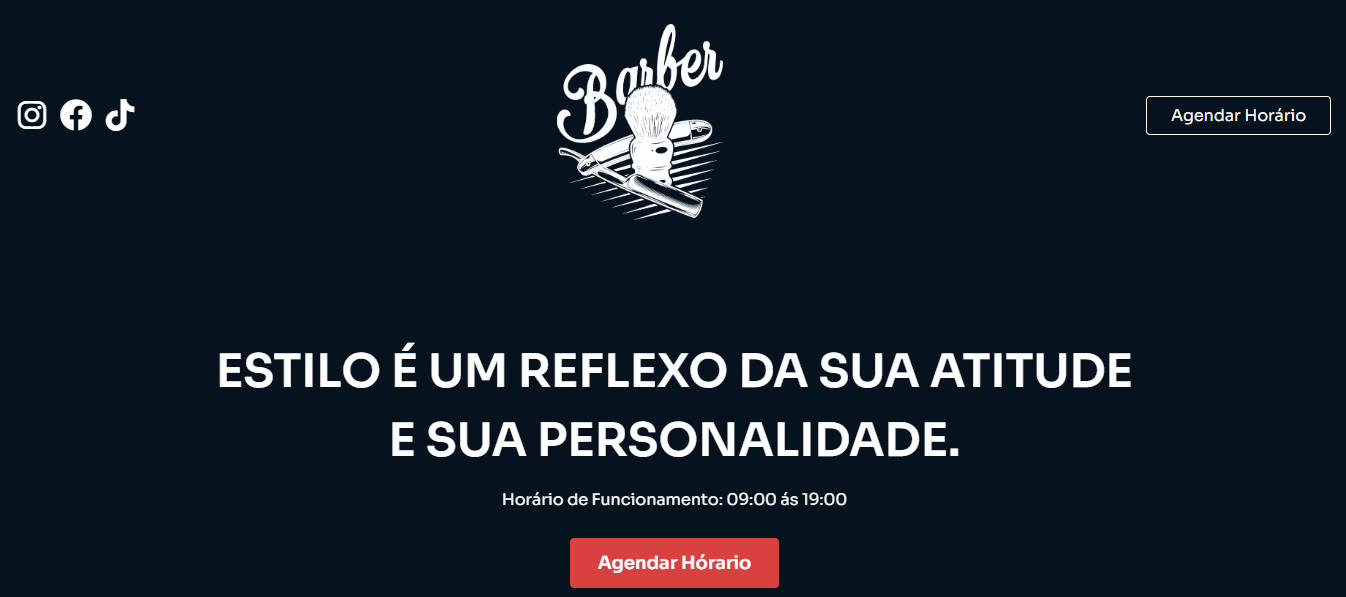 Barber
Agendar Horário
ESTILO É UM REFLEXO DA SUA ATITUDE
E SUA PERSONALIDADE.
Horário de Funcionamento: 09:00 ás 19:00
Agendar Hórario